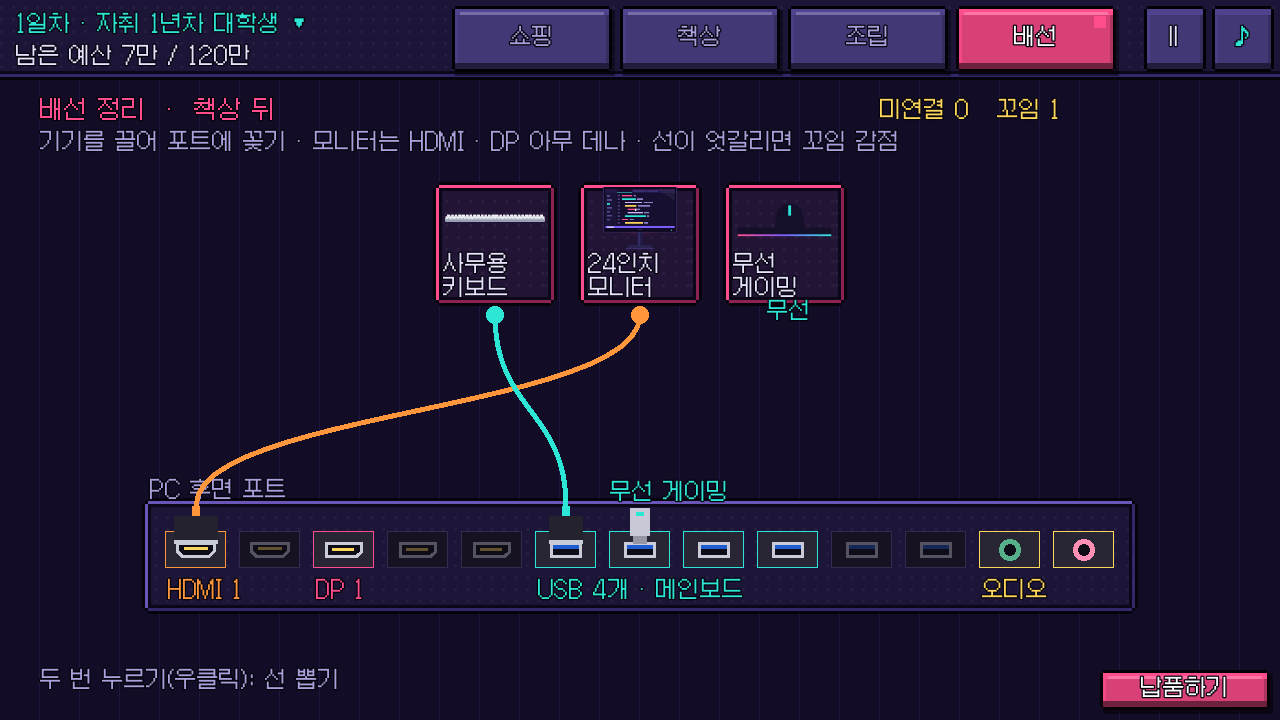 1일차 · 자취 1년차 대학생 ▼
남은 예산 7만 / 120만
쇼핑
책상
조립
배선
배선 정리 · 책상 뒤
미연결 0 꼬임 1
기기를 끌어 포트에 꽂기 · 모니터는 HDMI · DP 아무 데나 · 선이 엇갈리면 꼬임 감점
사무용
키보드
24인치
모니터
무선
게이밍
무선
PC 후면 포트
무선 게이밍
HDMI 1
DP 1
USB 4개 · 메인보드
오디오
두 번 누르기(우클릭): 선 뽑기
납품하기